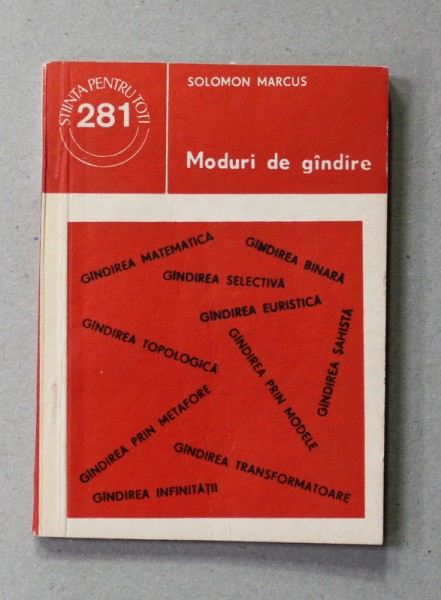 SOLOMON MARCUS
ȘTIINȚA PENTRU TOȚI
281
Moduri de gîndire
GÎNDIREA MATEMATICĂ
GÎNDIREA BINARĂ
GÎNDIREA SELECTIVĂ
GÎNDIREA EURISTICĂ
GÎNDIREA TOPOLOGICĂ
GÎNDIREA PRIN MODELE
GÎNDIREA ȘAHISTĂ
GÎNDIREA PRIN METAFORE
GÎNDIREA TRANSFORMATOARE
GÎNDIREA INFINITĂȚII